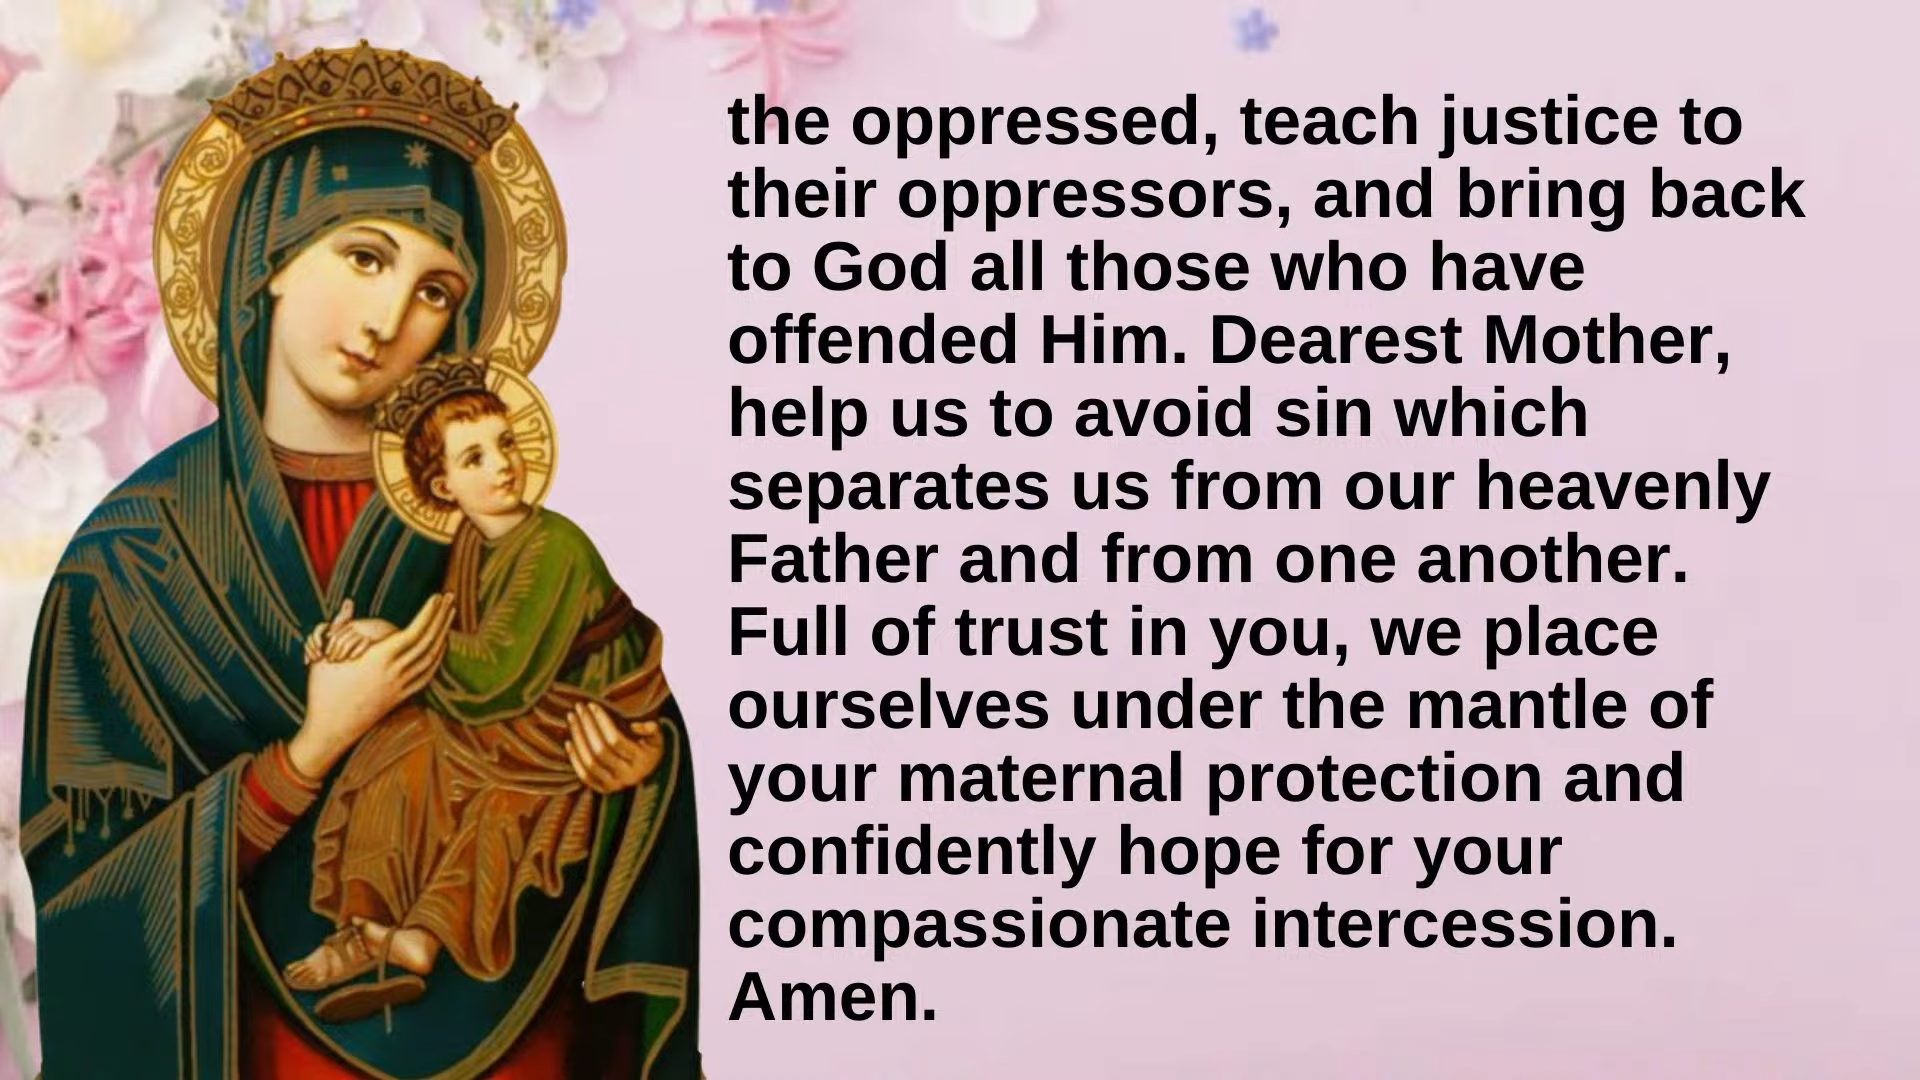 the oppressed, teach justice to
their oppressors, and bring back
to God all those who have
offended Him. Dearest Mother,
help us to avoid sin which
separates us from our heavenly
Father and from one another.
Full of trust in you, we place
ourselves under the mantle of
your maternal protection and
confidently hope for your
compassionate intercession.
Amen.